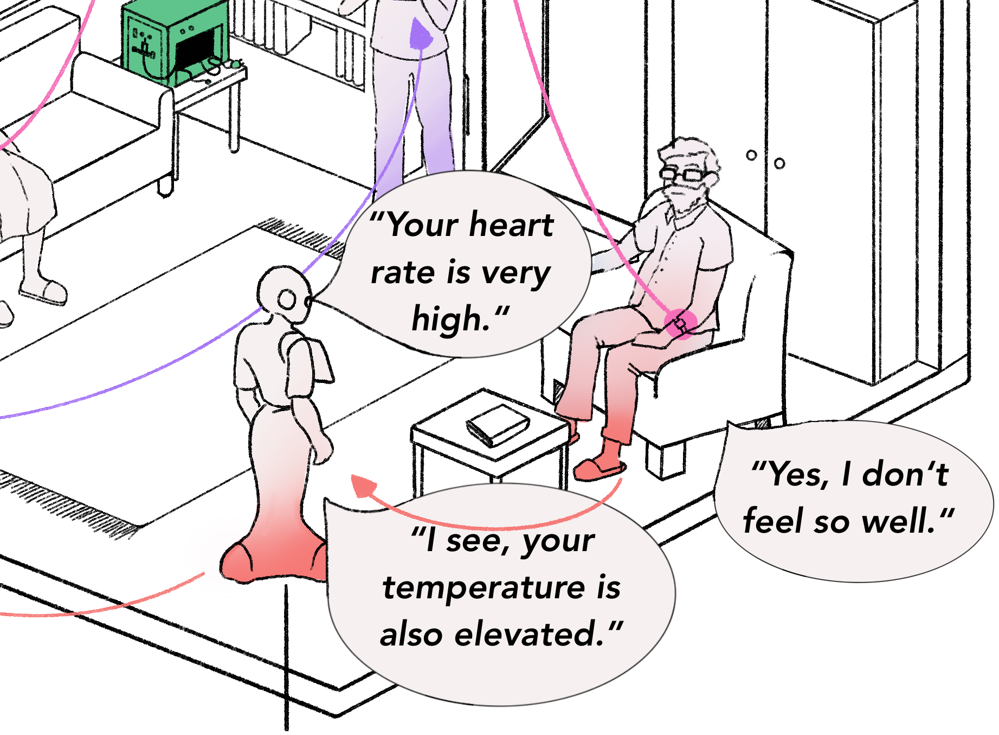 “Your heart
rate is very
high.“
“Yes, I don‘t
feel so well.“
“I see, your
temperature is
also elevated.”